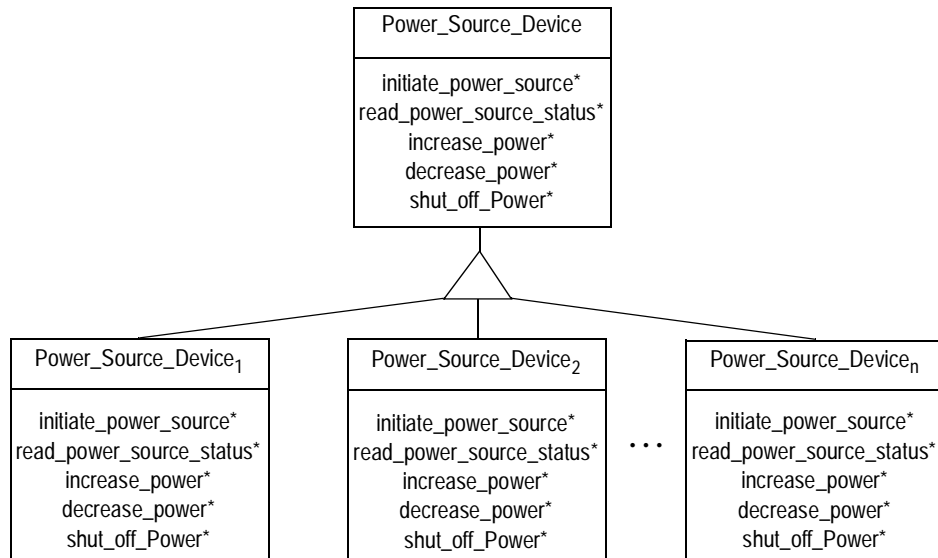 Power_Source_Device
initiate_power_source*
read_power_source_status*
increase_power*
decrease_power*
shut_off_Power*
Power_Source_Device1
initiate_power_source*
read_power_source_status*
increase_power*
decrease_power*
shut_off_Power*
Power_Source_Device2
initiate_power_source*
read_power_source_status*
increase_power*
decrease_power*
shut_off_Power*
...
Power_Source_Devicen
initiate_power_source*
read_power_source_status*
increase_power*
decrease_power*
shut_off_Power*